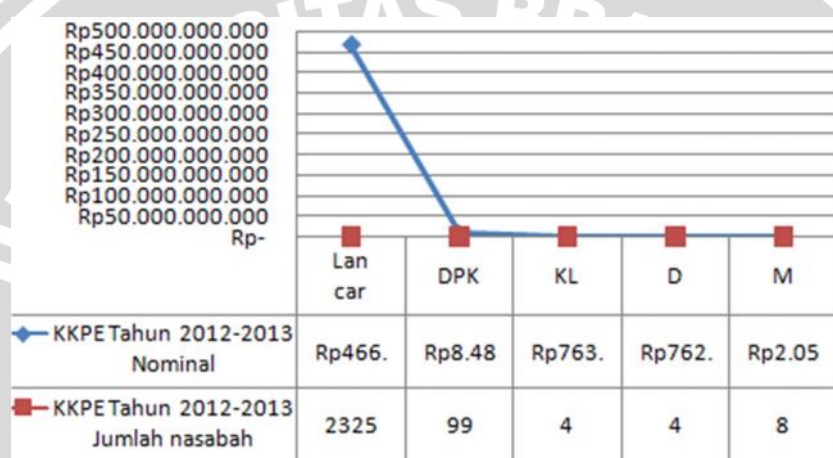 Rp500.000.000.000
Rp450.000.000.000
Rp400.000.000.000
Rp350.000.000.000
Rp300.000.000.000
Rp250.000.000.000
Rp200.000.000.000
Rp150.000.000.000
Rp100.000.000.000
Rp50.000.000.000
Rp-
Lan
car
DPK KL D M
KKPE Tahun 2012-2013
Nominal
Rp466. Rp8.48 Rp763. Rp762. Rp2.05
KKPE Tahun 2012-2013
Jumlah nasabah
2325 99 4 4 8